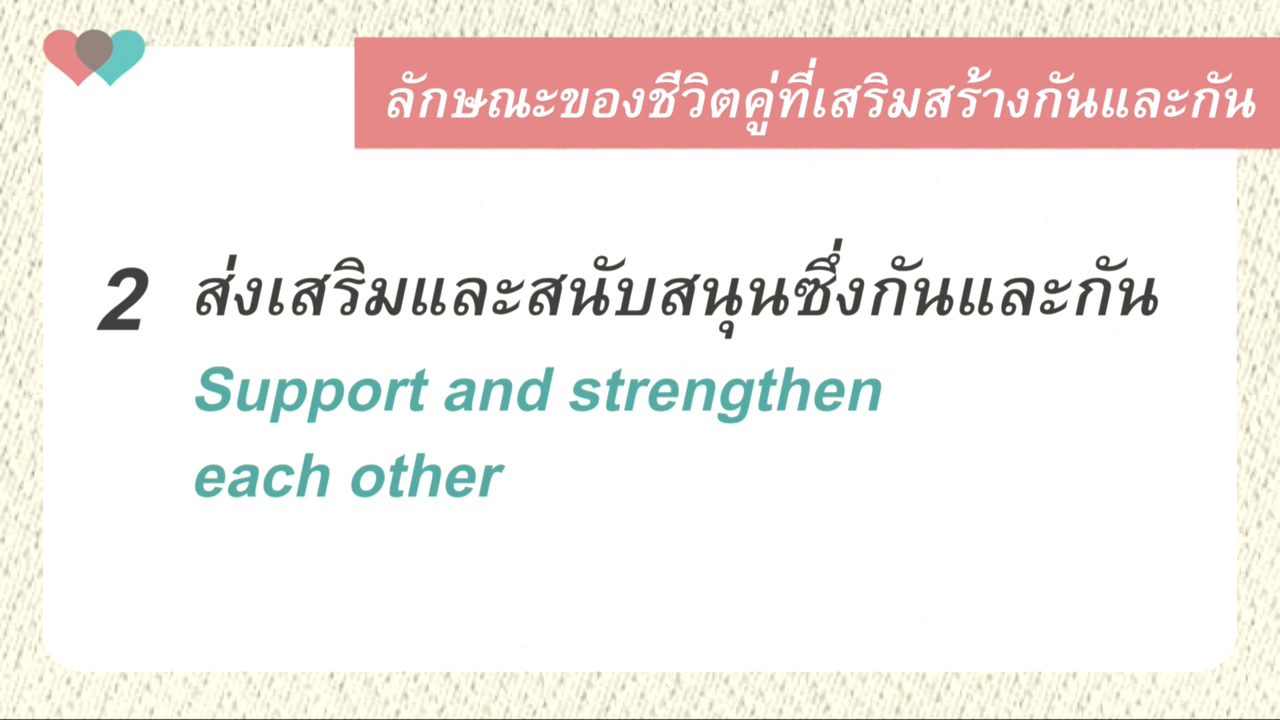 ลักษณะของชีวิตคู่ที่เสริมสร้างกันและกัน
2 ส่งเสริมและสนับสนุนซึ่งกันและกัน
Support and strengthen
each other